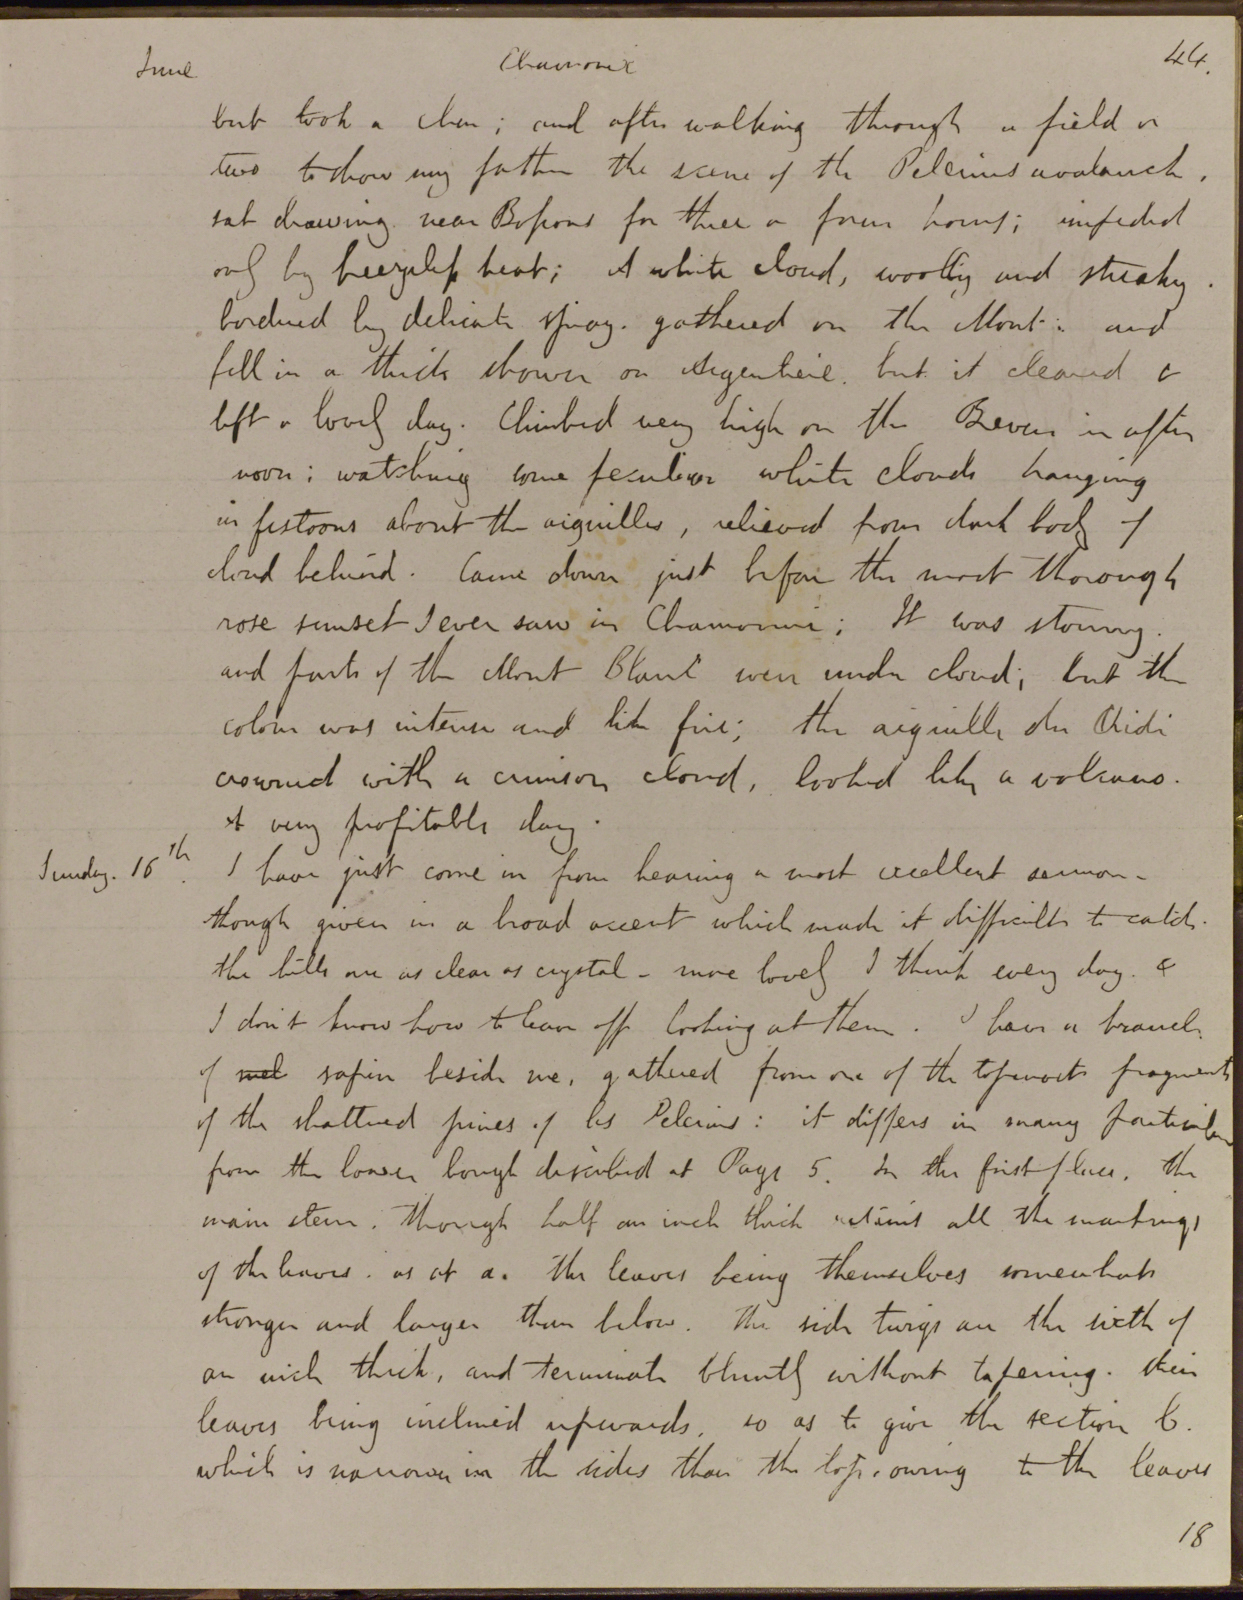 June Chamonix 44.
but took a char; and after walking through a field or
two to show my father the scene of the Pelerins avalanch,
sat drawing near Bossons for three or four hours; impeded
only by breezeless heat; A white cloud, woolly and streaky.
bordered by delicate spray. gathered on the Mont: and
fell in a thick shower on Argentiere. but it cleared &
left a lovely day. Climbed very high on the Breven in after
noon; watching some peculiar white clouds hanging
in festoons about the aiguilles, relieved from dark body of
cloud behind. Came down just before the most thorough
rose sunset I ever saw in Chamouni; It was stormy.
and parts of the Mont Blanc were under cloud; but the
colour was intense and like fire; the aiguille du Midi
crowned with a crimson cloud, looked like a volcano.
A very profitable day.
Sunday. 16th. I have just come in from hearing a most excellent sermon -
though given in a broad accent which made it difficult to catch.
the hills are as clear as crystal - more lovely I think every day. &
I don't know how to leave off looking at them. I have a branch
of sapin beside me, gathered from one of the topmost fragments
of the shattered pines of les Pelerins: it differs in many particulars
from the lower bough described at Page 5. In the first place, the
main stem, though half an inch thick retains all the markings
of the leaves. as at a. the leaves being themselves somewhat
stronger and larger than below. The side twigs are the sixth of
an inch thick, and terminate bluntly without tapering. their
leaves being inclined upwards, so as to give the section b.
which is narrower in the sides than the top, owing to the leaves
18